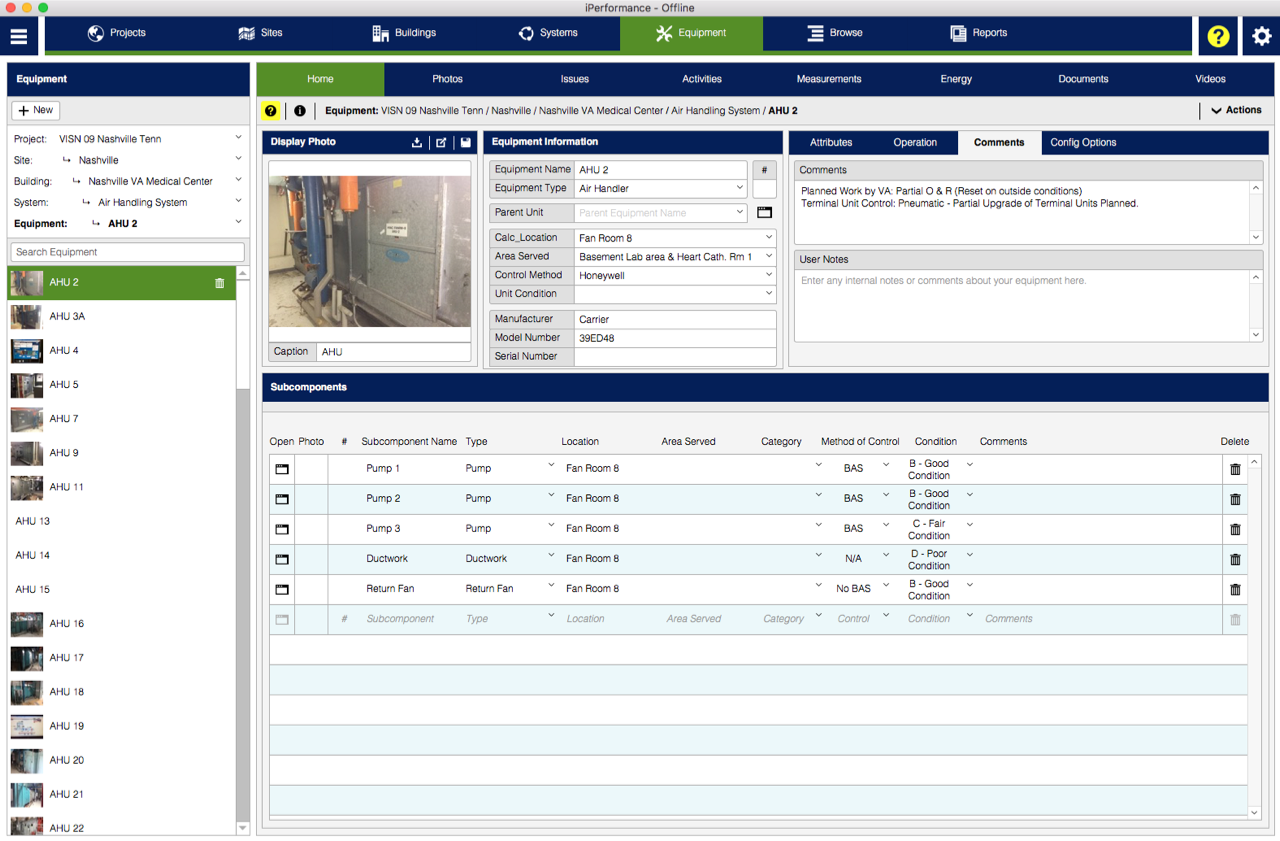 iPerformance - Offline
Projects
Sites
Buildings
Systems
Equipment
Browse
Reports
?
Equipment
+ New
Project: VISN 09 Nashville Tenn
Site: Nashville
Building: Nashville VA Medical Center
System: Air Handling System
Equipment: AHU 2
Search Equipment
AHU 2
AHU 3A
AHU 4
AHU 5
AHU 7
AHU 9
AHU 11
AHU 13
AHU 14
AHU 15
AHU 16
AHU 17
AHU 18
AHU 19
AHU 20
AHU 21
AHU 22
Home
Photos
Issues
Activities
Measurements
Energy
Documents
Videos
? Equipment: VISN 09 Nashville Tenn / Nashville / Nashville VA Medical Center / Air Handling System / AHU 2
Actions
Display Photo
Caption AHU
Equipment Information
Equipment Name AHU 2 #
Equipment Type Air Handler
Parent Unit Parent Equipment Name
Calc_Location Fan Room 8
Area Served Basement Lab area & Heart Cath. Rm 1
Control Method Honeywell
Unit Condition
Manufacturer Carrier
Model Number 39ED48
Serial Number
Attributes
Operation
Comments
Config Options
Comments
Planned Work by VA: Partial O & R (Reset on outside conditions)
Terminal Unit Control: Pneumatic - Partial Upgrade of Terminal Units Planned.
User Notes
Enter any internal notes or comments about your equipment here.
Subcomponents
Open Photo # Subcomponent Name Type Location Area Served Category Method of Control Condition Comments Delete
Pump 1 Pump Fan Room 8 BAS B - Good Condition
Pump 2 Pump Fan Room 8 BAS B - Good Condition
Pump 3 Pump Fan Room 8 BAS C - Fair Condition
Ductwork Ductwork Fan Room 8 N/A D - Poor Condition
Return Fan Return Fan Fan Room 8 No BAS B - Good Condition
# Subcomponent Type Location Area Served Category Control Condition Comments